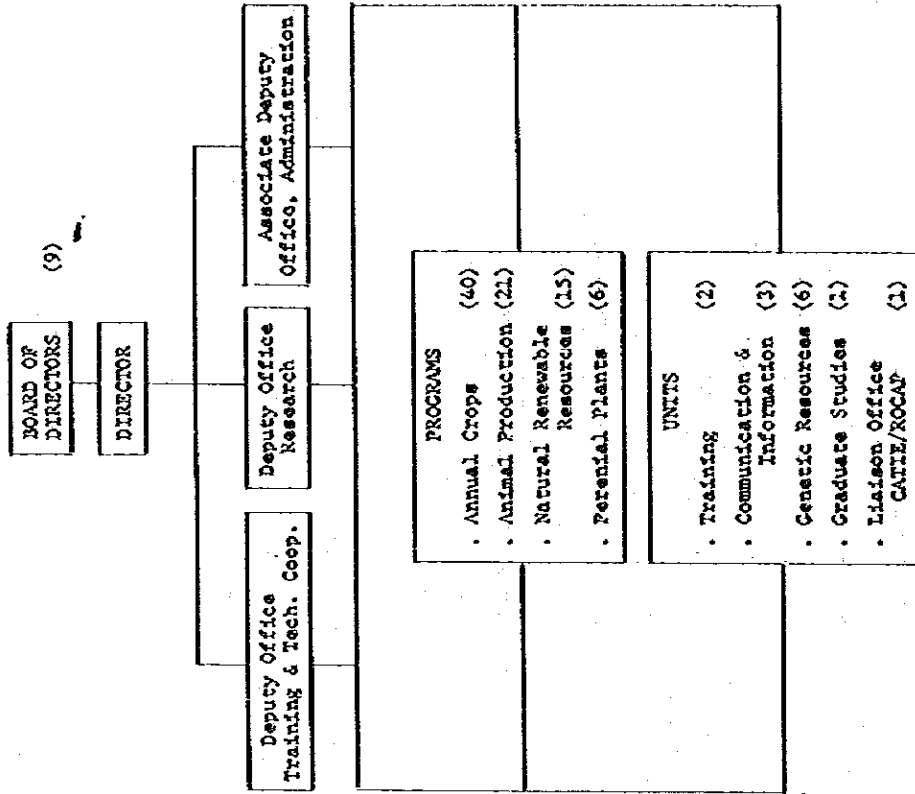 BOARD OF
DIRECTORS
(9)
DIRECTOR
Deputy Office
Training & Tech. Coop.
Deputy Office
Research
Associate Deputy
Office, Administration
PROGRAMS
. Annual Crops (40)
. Animal Production (21)
. Natural Renewable
Resources (15)
. Perenial Plants (6)
UNITS
. Training (2)
. Communication &
Information (3)
. Genetic Resources (6)
. Graduate Studies (1)
. Liaison Office
CATIE/ROCAP (1)